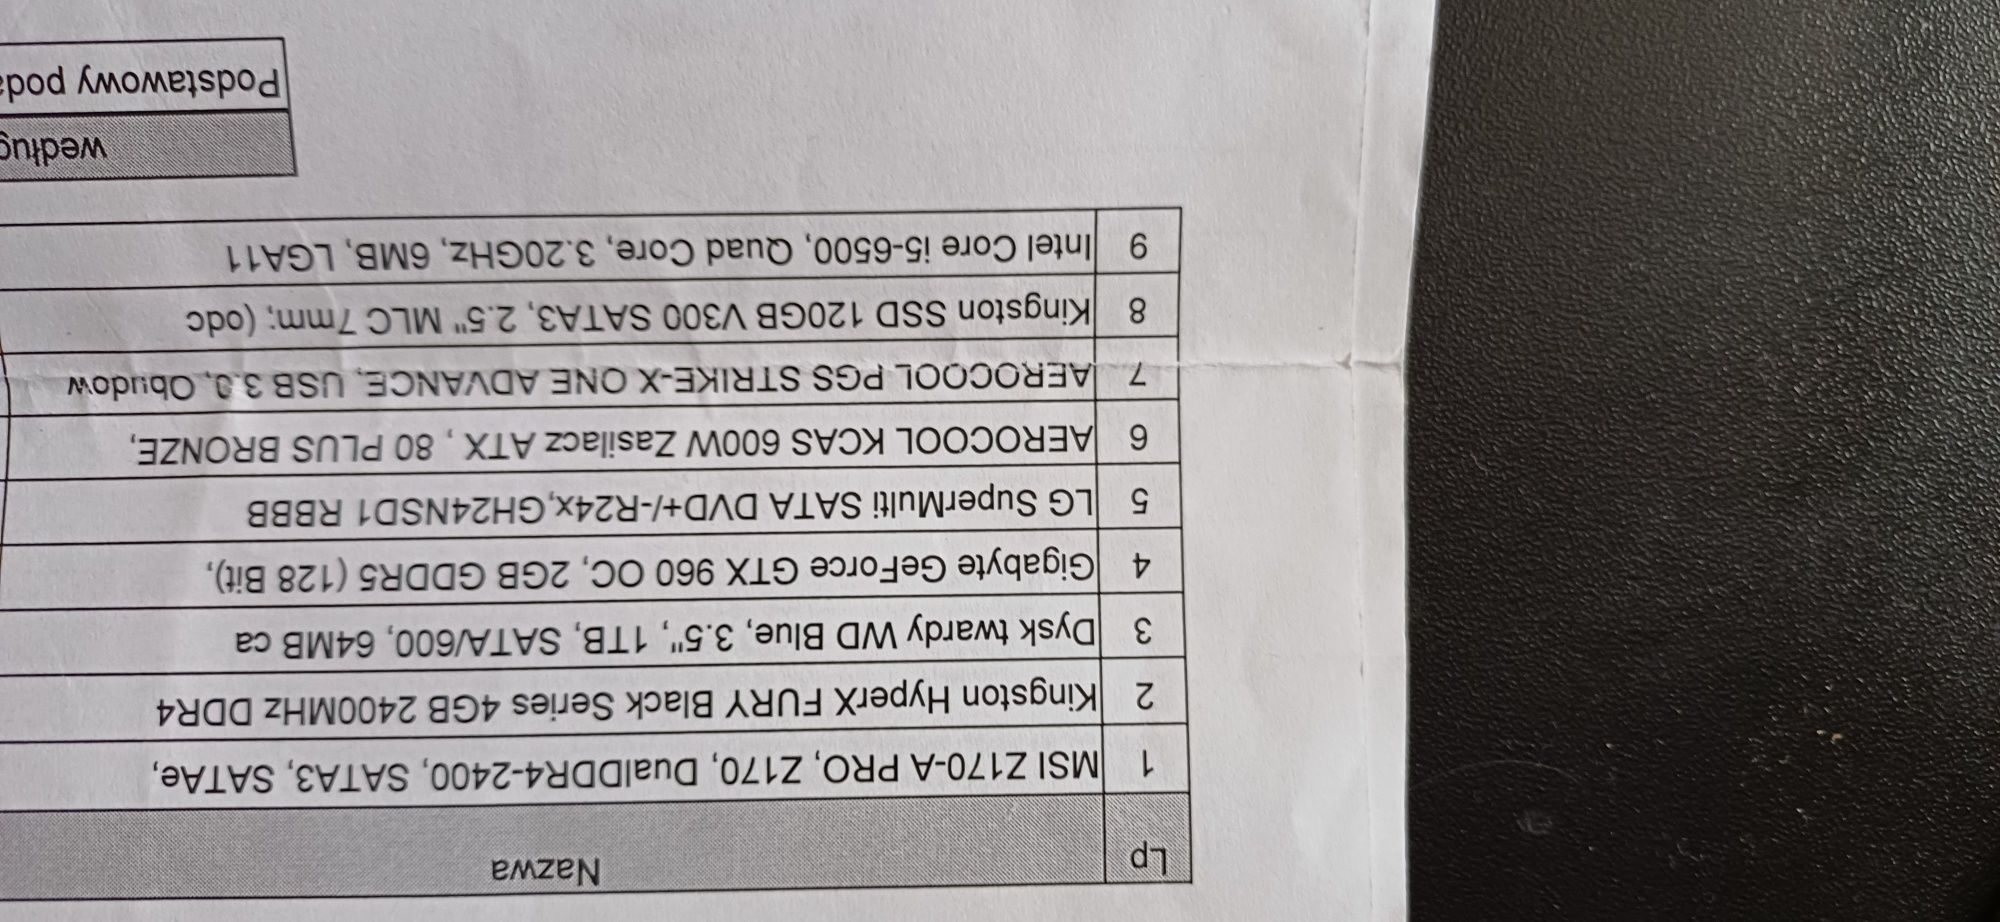 Lp Nazwa
1 MSI Z170-A PRO, Z170, DualDDR4-2400, SATA3, SATAe,
2 Kingston HyperX FURY Black Series 4GB 2400MHz DDR4
3 Dysk twardy WD Blue, 3.5", 1TB, SATA/600, 64MB ca
4 Gigabyte GeForce GTX 960 OC, 2GB GDDR5 (128 Bit),
5 LG SuperMulti SATA DVD+/-R24x,GH24NSD1 RBBB
6 AEROCOOL KCAS 600W Zasilacz ATX , 80 PLUS BRONZE,
7 AEROCOOL PGS STRIKE-X ONE ADVANCE, USB 3.0, Obudow
8 Kingston SSD 120GB V300 SATA3, 2.5" MLC 7mm; (odc
9 Intel Core i5-6500, Quad Core, 3.20GHz, 6MB, LGA11
według
Podstawowy poda